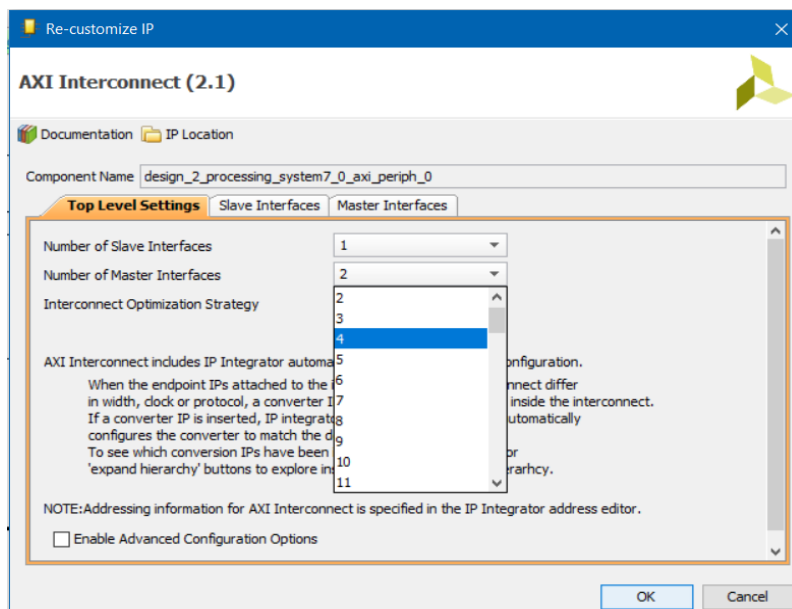 Re-customize IP
AXI Interconnect (2.1)
Documentation IP Location
Component Name design_2_processing_system7_0_axi_periph_0
Top Level Settings Slave Interfaces Master Interfaces
Number of Slave Interfaces 1
Number of Master Interfaces 2
Interconnect Optimization Strategy
2
3
4
5
6
7
8
9
10
11
AXI Interconnect includes IP Integrator automa onfiguration.
When the endpoint IPs attached to the i nnect differ
in width, clock or protocol, a converter I inside the interconnect.
If a converter IP is inserted, IP integrat utomatically
configures the converter to match the d
To see which conversion IPs have been or
'expand hierarchy' buttons to explore ins erarhcy.
NOTE:Addressing information for AXI Interconnect is specified in the IP Integrator address editor.
Enable Advanced Configuration Options
OK Cancel